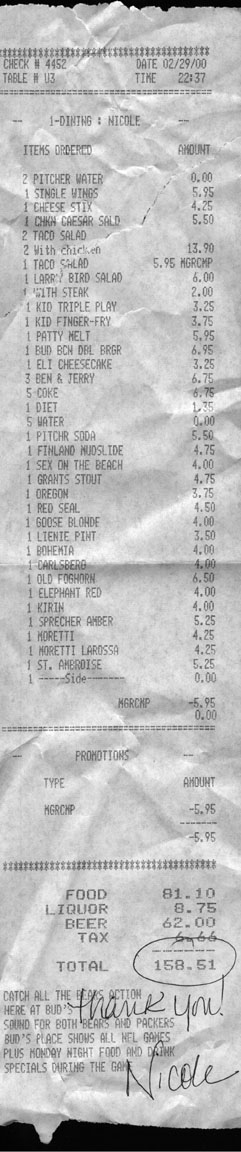 CHECK # 4452 DATE 02/29/00
TABLE # U3 TIME 22:37
-- 1-DINING : NICOLE --
ITEMS ORDERED AMOUNT
2 PITCHER WATER 0.00
1 SINGLE WINGS 5.95
1 CHEESE STIX 4.25
1 CHKN CAESAR SALD 5.50
2 TACO SALAD
2 With chicken 13.90
1 TACO SALAD 5.95 MGRCMP
1 LARRY BIRD SALAD 6.00
1 WITH STEAK 2.00
1 KID TRIPLE PLAY 3.25
1 KID FINGER-FRY 3.75
1 PATTY MELT 5.95
1 BUD BCN DBL BRGR 6.95
1 ELI CHEESECAKE 3.25
3 BEN & JERRY 6.75
5 COKE 6.75
1 DIET 1.35
5 WATER 0.00
1 PITCHR SODA 5.50
1 FINLAND MUDSLIDE 4.75
1 SEX ON THE BEACH 4.00
1 GRANTS STOUT 4.75
1 OREGON 3.75
1 RED SEAL 4.50
1 GOOSE BLONDE 4.00
1 LIENIE PINT 3.50
1 BOHEMIA 4.00
1 CARLSBERG 4.00
1 OLD FOGHORN 6.50
1 ELEPHANT RED 4.00
1 KIRIN 4.00
1 SPRECHER AMBER 5.25
1 MORETTI 4.25
1 MORETTI LAROSSA 4.25
1 ST. AMBROISE 5.25
1 -----Side-------- 0.00
MGRCMP -5.95
0.00
-- PROMOTIONS --
TYPE AMOUNT
MGRCMP -5.95
-5.95
FOOD 81.10
LIQUOR 8.75
BEER 62.00
TAX 6.66
TOTAL 158.51
CATCH ALL THE BEARS ACTION
HERE AT BUD'S
thank you!
SOUND FOR BOTH BEARS AND PACKERS
BUD'S PLACE SHOWS ALL NFL GAMES
PLUS MONDAY NIGHT FOOD AND DRINK
SPECIALS DURING THE GAME
Nicole